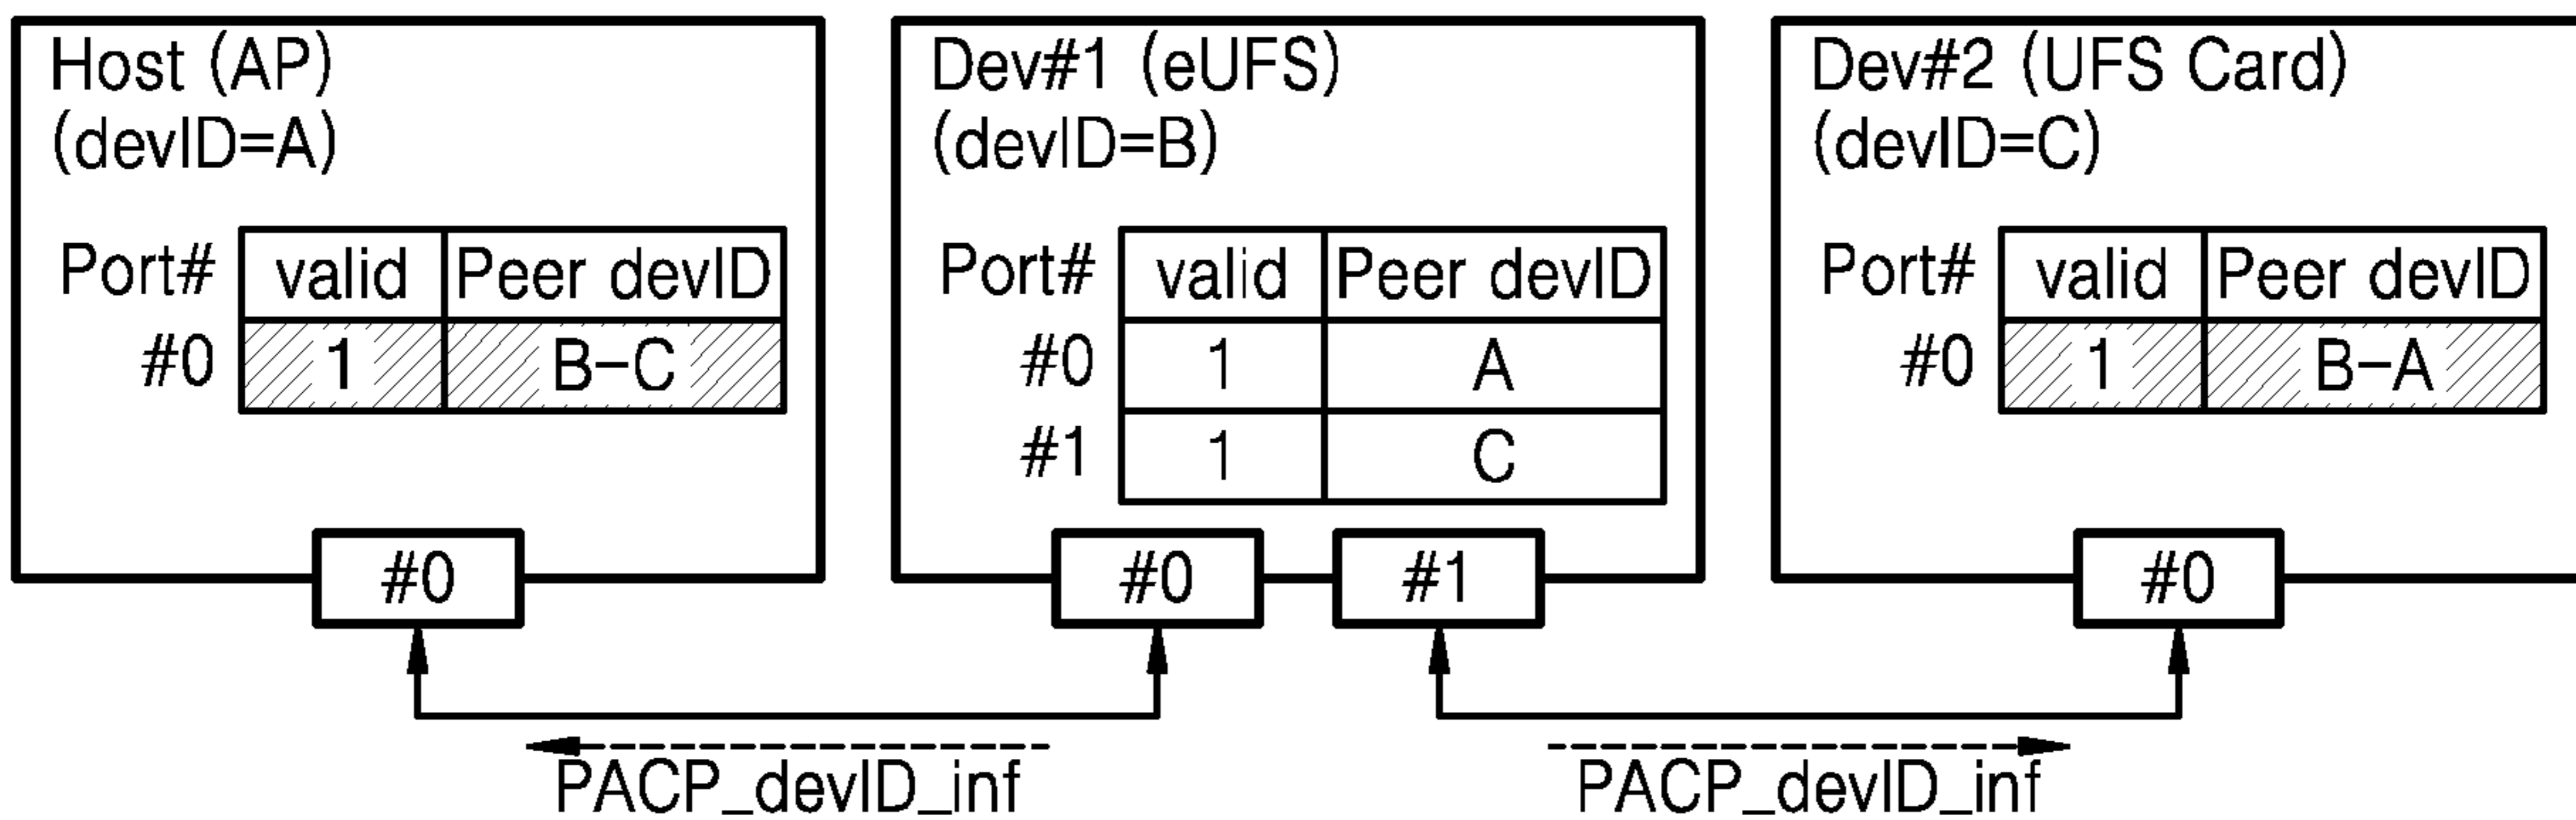 Host (AP)
(devID=A)
Port# valid Peer devID
#0 1 B-C
#0
Dev#1 (eUFS)
(devID=B)
Port# valid Peer devID
#0 1 A
#1 1 C
#0 #1
Dev#2 (UFS Card)
(devID=C)
Port# valid Peer devID
#0 1 B-A
#0
PACP_devID_inf
PACP_devID_inf